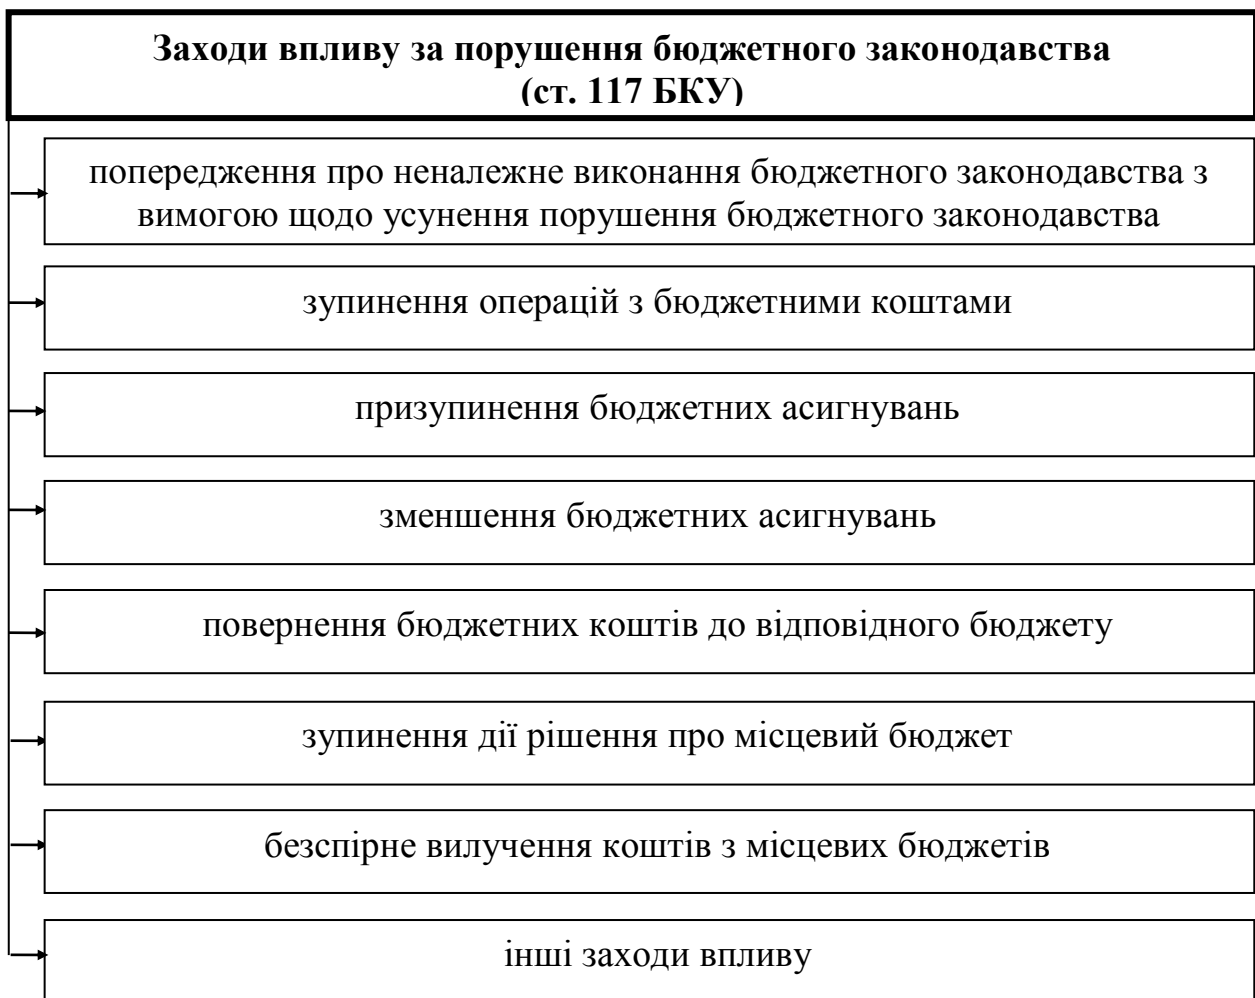 Заходи впливу за порушення бюджетного законодавства
(ст. 117 БКУ)
попередження про неналежне виконання бюджетного законодавства з
вимогою щодо усунення порушення бюджетного законодавства
зупинення операцій з бюджетними коштами
призупинення бюджетних асигнувань
зменшення бюджетних асигнувань
повернення бюджетних коштів до відповідного бюджету
зупинення дії рішення про місцевий бюджет
безспірне вилучення коштів з місцевих бюджетів
інші заходи впливу